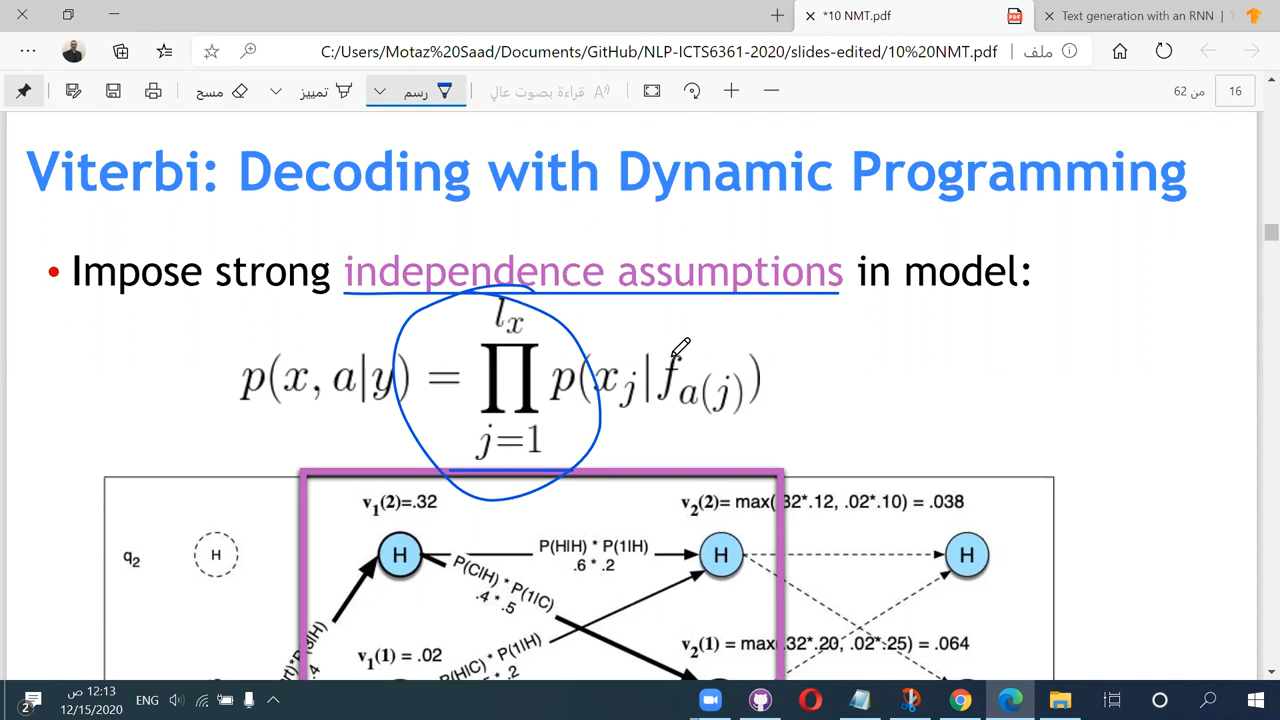 *10 NMT.pdf
Text generation with an RNN
C:/Users/Motaz%20Saad/Documents/GitHub/NLP-ICTS6361-2020/slides-edited/10%20NMT.pdf
ملف
مسح
تمييز
رسم
قراءة بصوت عالٍ
من 62
16
Viterbi: Decoding with Dynamic Programming
• Impose strong independence assumptions in model:
p(x, a|y) = ∏_{j=1}^{l_x} p(x_j|f_{a(j)})
v₁(2)=.32
v₂(2)= max(.32*.12, .02*.10) = .038
q₂
H
H
P(H|H) * P(1|H)
.6 * .2
H
H
P(C|H) * P(1|C)
.4 * .5
v₁(1) = .02
P(H|C) * P(1|H)
v₂(1) = max(.32*.20, .02*.25) = .064
12:13 ص
12/15/2020
ENG
2